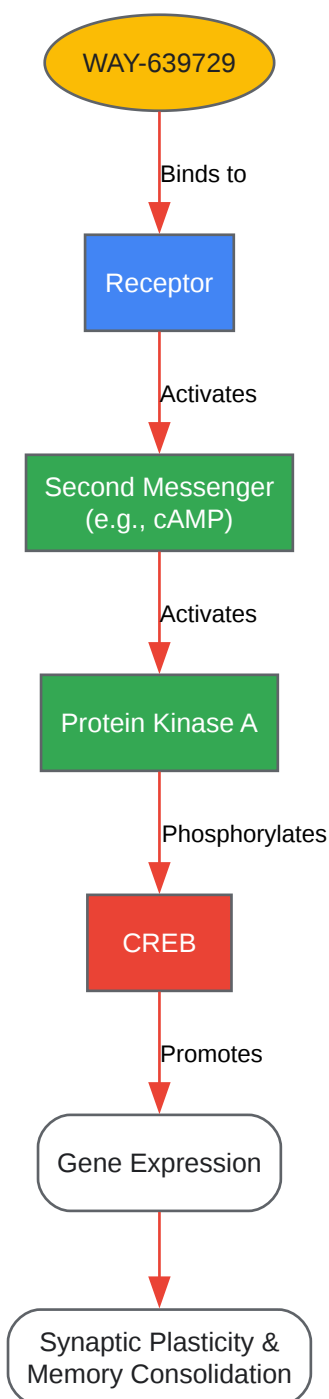 WAY-639729
Binds to
Receptor
Activates
Second Messenger
(e.g., cAMP)
Activates
Protein Kinase A
Phosphorylates
CREB
Promotes
Gene Expression
Synaptic Plasticity &
Memory Consolidation